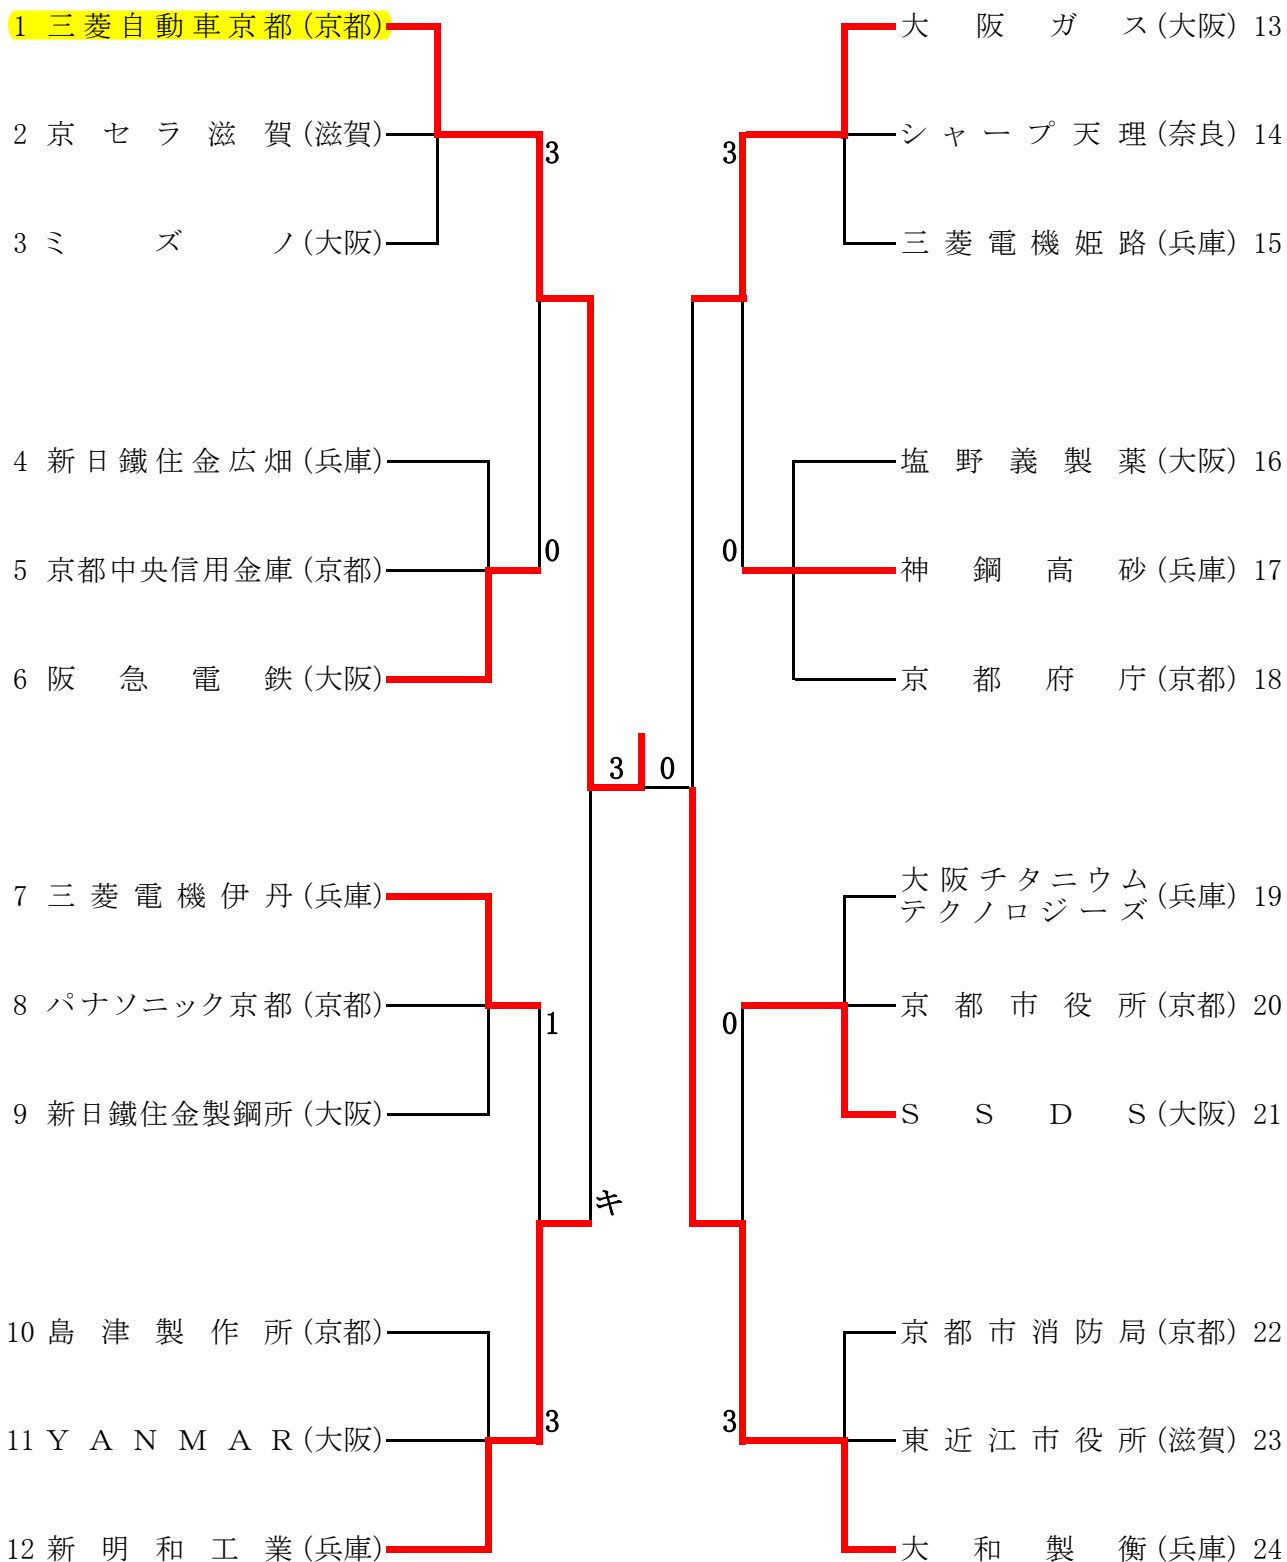 1 三菱自動車京都(京都)
2 京セラ滋賀(滋賀)
3 ミズノ(大阪)
3
4 新日鐵住金広畑(兵庫)
5 京都中央信用金庫(京都)
0
6 阪急電鉄(大阪)
3 0
7 三菱電機伊丹(兵庫)
8 パナソニック京都(京都)
1
9 新日鐵住金製鋼所(大阪)
キ
10 島津製作所(京都)
11 YANMAR(大阪)
3
12 新明和工業(兵庫)
大阪ガス(大阪) 13
シャープ天理(奈良) 14
3
三菱電機姫路(兵庫) 15
塩野義製薬(大阪) 16
0
神鋼高砂(兵庫) 17
京都府庁(京都) 18
大阪チタニウム
テクノロジーズ(兵庫) 19
京都市役所(京都) 20
0
SSDS(大阪) 21
京都市消防局(京都) 22
3
東近江市役所(滋賀) 23
大和製衡(兵庫) 24